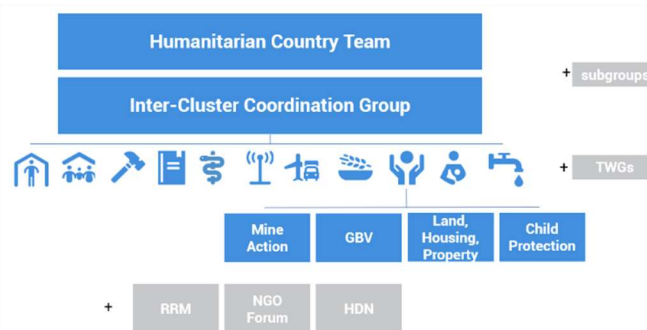 Humanitarian Country Team
+ subgroups
Inter-Cluster Coordination Group
+ TWGs
Mine
Action
GBV
Land,
Housing,
Property
Child
Protection
+ RRM
NGO
Forum
HDN